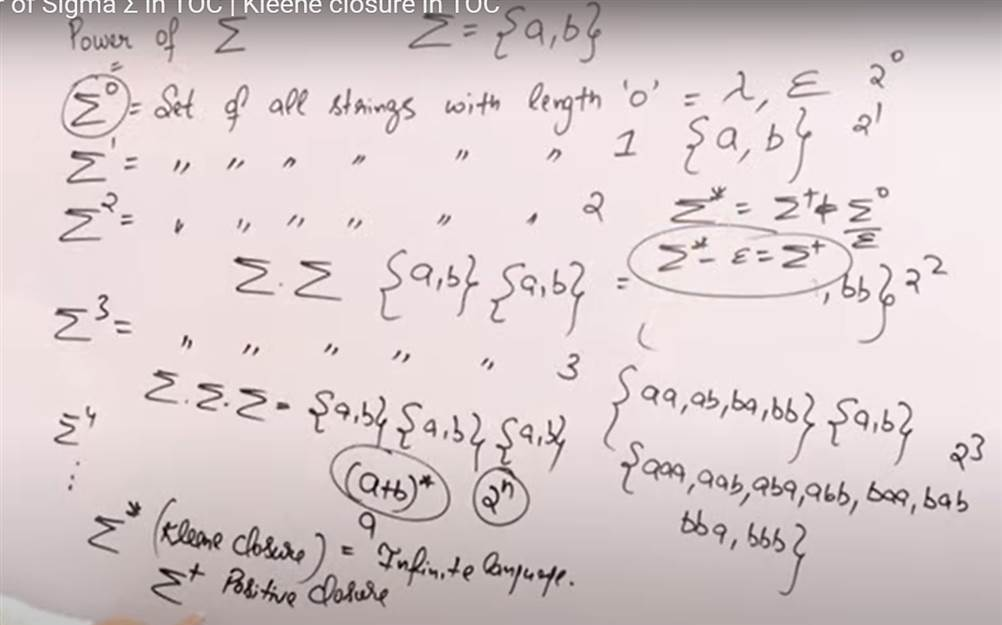 r of Sigma Σ in TOC | Kleene closure in TOC
Power of Σ Σ = {a,b}
Σ⁰ = Set of all strings with length '0' = λ, ε 2⁰
Σ¹ = " " " " " " 1 {a, b} 2¹
Σ² = " " " " " " 2 Σ* = Σ⁺ + Σ⁰
ε
Σ* - ε = Σ⁺
Σ.Σ {a,b} {a,b} = , bb} 2²
Σ³ = " " " " " 3
Σ.Σ.Σ = {a,b} {a,b} {a,b} {aa,ab,ba,bb} {a,b} 2³
Σ⁴ {aaa,aab,aba,abb, baa, bab
⋮ (a+b)* 2ⁿ bba, bbb}
Σ* (Kleene closure) = Infinite language.
Σ⁺ Positive closure